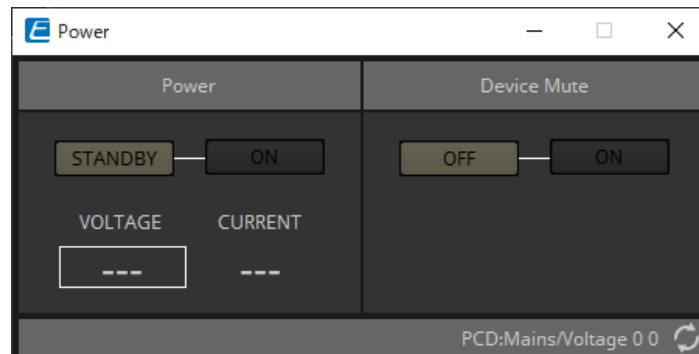 Power
Power
Device Mute
STANDBY ON
OFF ON
VOLTAGE CURRENT
--- ---
PCD:Mains/Voltage 0 0